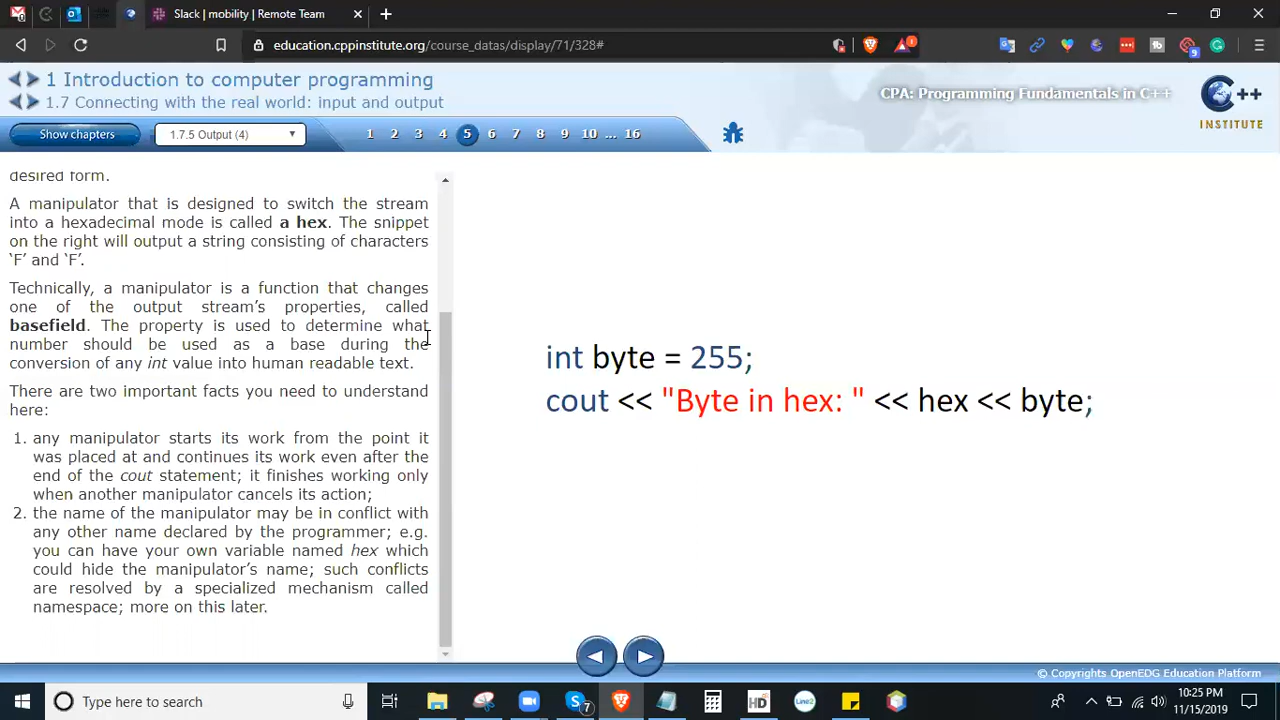 Slack | mobility | Remote Team
education.cppinstitute.org/course_datas/display/71/328#
1 Introduction to computer programming
1.7 Connecting with the real world: input and output
CPA: Programming Fundamentals in C++
C++
INSTITUTE
Show chapters
1.7.5 Output (4)
1 2 3 4 5 6 7 8 9 10 ... 16
desired form.
A manipulator that is designed to switch the stream
into a hexadecimal mode is called a hex. The snippet
on the right will output a string consisting of characters
‘F’ and ‘F’.
Technically, a manipulator is a function that changes
one of the output stream’s properties, called
basefield. The property is used to determine what
number should be used as a base during the
conversion of any int value into human readable text.
There are two important facts you need to understand
here:
1. any manipulator starts its work from the point it
was placed at and continues its work even after the
end of the cout statement; it finishes working only
when another manipulator cancels its action;
2. the name of the manipulator may be in conflict with
any other name declared by the programmer; e.g.
you can have your own variable named hex which
could hide the manipulator’s name; such conflicts
are resolved by a specialized mechanism called
namespace; more on this later.
int byte = 255;
cout << "Byte in hex: " << hex << byte;
© Copyrights OpenEDG Education Platform
Type here to search
7
HD
Line2
10:25 PM
11/15/2019